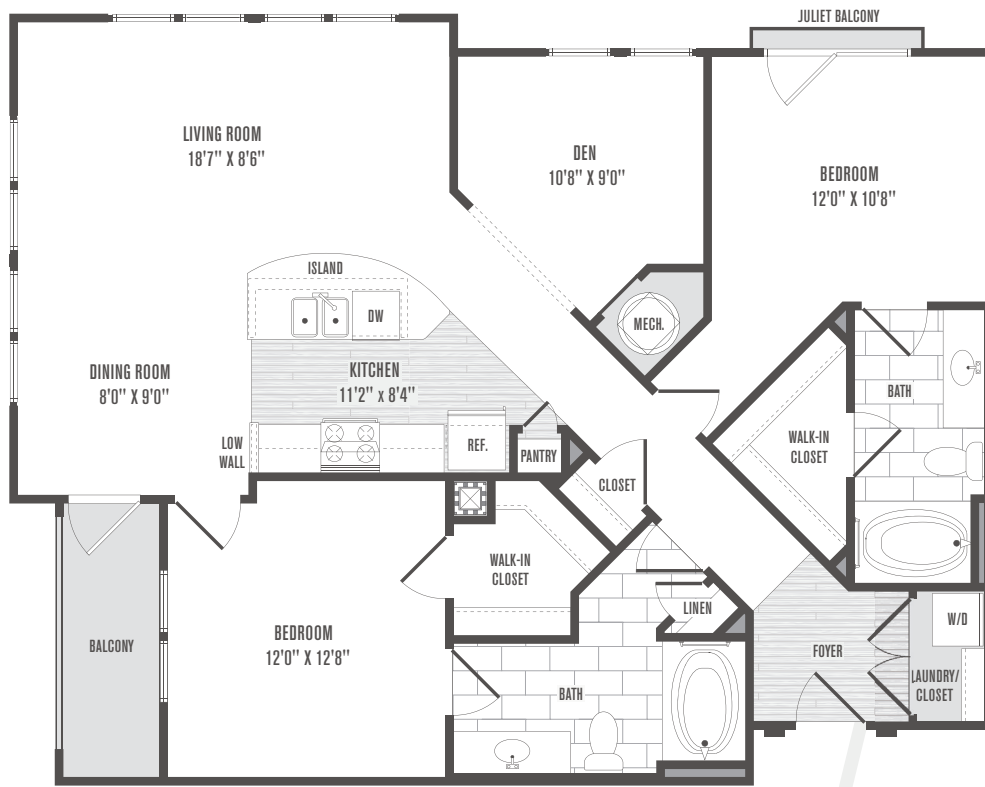 JULIET BALCONY
LIVING ROOM
18'7" X 8'6"
DEN
10'8" X 9'0"
BEDROOM
12'0" X 10'8"
ISLAND
DW
MECH.
DINING ROOM
8'0" X 9'0"
KITCHEN
11'2" x 8'4"
BATH
LOW
WALL
REF.
PANTRY
WALK-IN
CLOSET
CLOSET
WALK-IN
CLOSET
LINEN
W/D
BALCONY
BEDROOM
12'0" X 12'8"
FOYER
LAUNDRY/
CLOSET
BATH